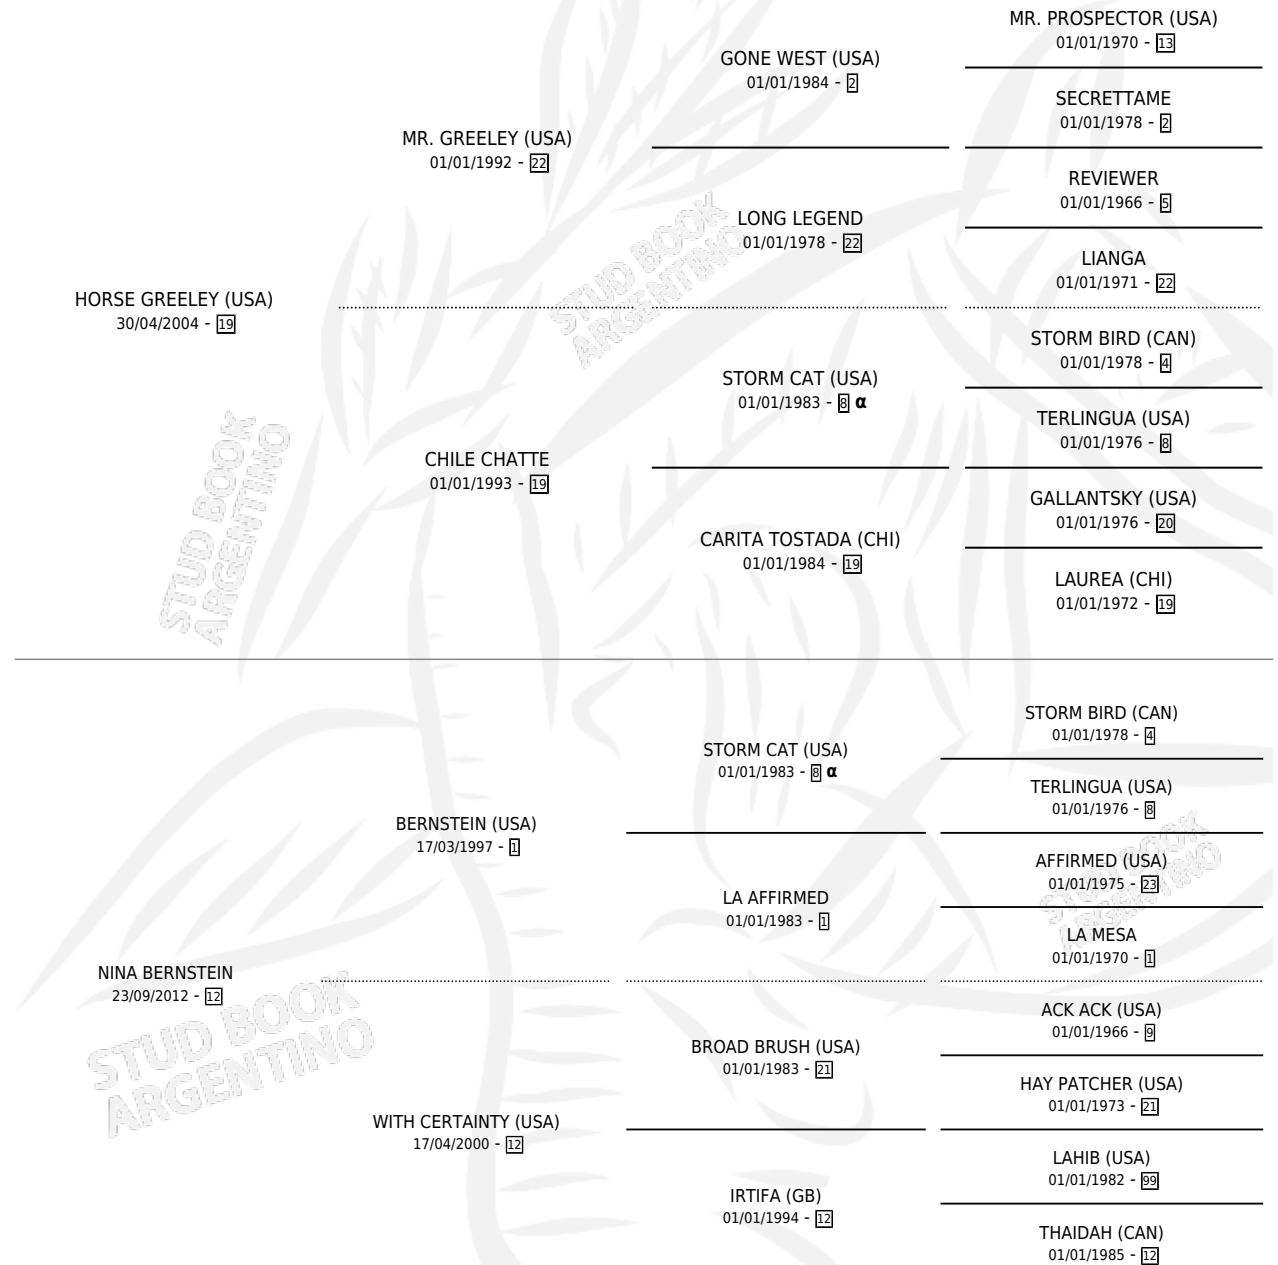 MR. PROSPECTOR (USA)
01/01/1970 - 13
GONE WEST (USA)
01/01/1984 - 2
SECRETTAME
01/01/1978 - 2
MR. GREELEY (USA)
01/01/1992 - 22
REVIEWER
01/01/1966 - 5
LONG LEGEND
01/01/1978 - 22
LIANGA
01/01/1971 - 22
HORSE GREELEY (USA)
30/04/2004 - 19
STORM BIRD (CAN)
01/01/1978 - 4
STORM CAT (USA)
01/01/1983 - 8 α
TERLINGUA (USA)
01/01/1976 - 8
CHILE CHATTE
01/01/1993 - 19
GALLANTSKY (USA)
01/01/1976 - 20
CARITA TOSTADA (CHI)
01/01/1984 - 19
LAUREA (CHI)
01/01/1972 - 19
STUD BOOK
ARGENTINO
STUD BOOK
ARGENTINO
STORM BIRD (CAN)
01/01/1978 - 4
STORM CAT (USA)
01/01/1983 - 8 α
TERLINGUA (USA)
01/01/1976 - 8
BERNSTEIN (USA)
17/03/1997 - 1
AFFIRMED (USA)
01/01/1975 - 23
LA AFFIRMED
01/01/1983 - 1
LA MESA
01/01/1970 - 1
NINA BERNSTEIN
23/09/2012 - 12
ACK ACK (USA)
01/01/1966 - 9
BROAD BRUSH (USA)
01/01/1983 - 21
HAY PATCHER (USA)
01/01/1973 - 21
WITH CERTAINTY (USA)
17/04/2000 - 12
LAHIB (USA)
01/01/1982 - 99
IRTIFA (GB)
01/01/1994 - 12
THAIDAH (CAN)
01/01/1985 - 12
STUD BOOK
ARGENTINO
STUD BOOK
ARGENTINO